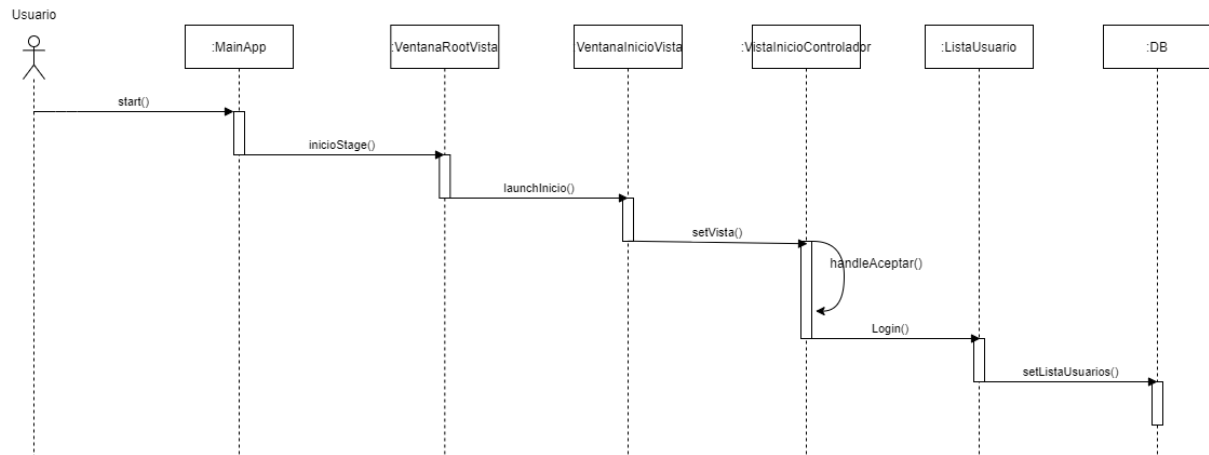 Usuario
:MainApp
:VentanaRootVista
:VentanaInicioVista
:VistaInicioControlador
:ListaUsuario
:DB
start()
inicioStage()
launchInicio()
setVista()
handleAceptar()
Login()
setListaUsuarios()